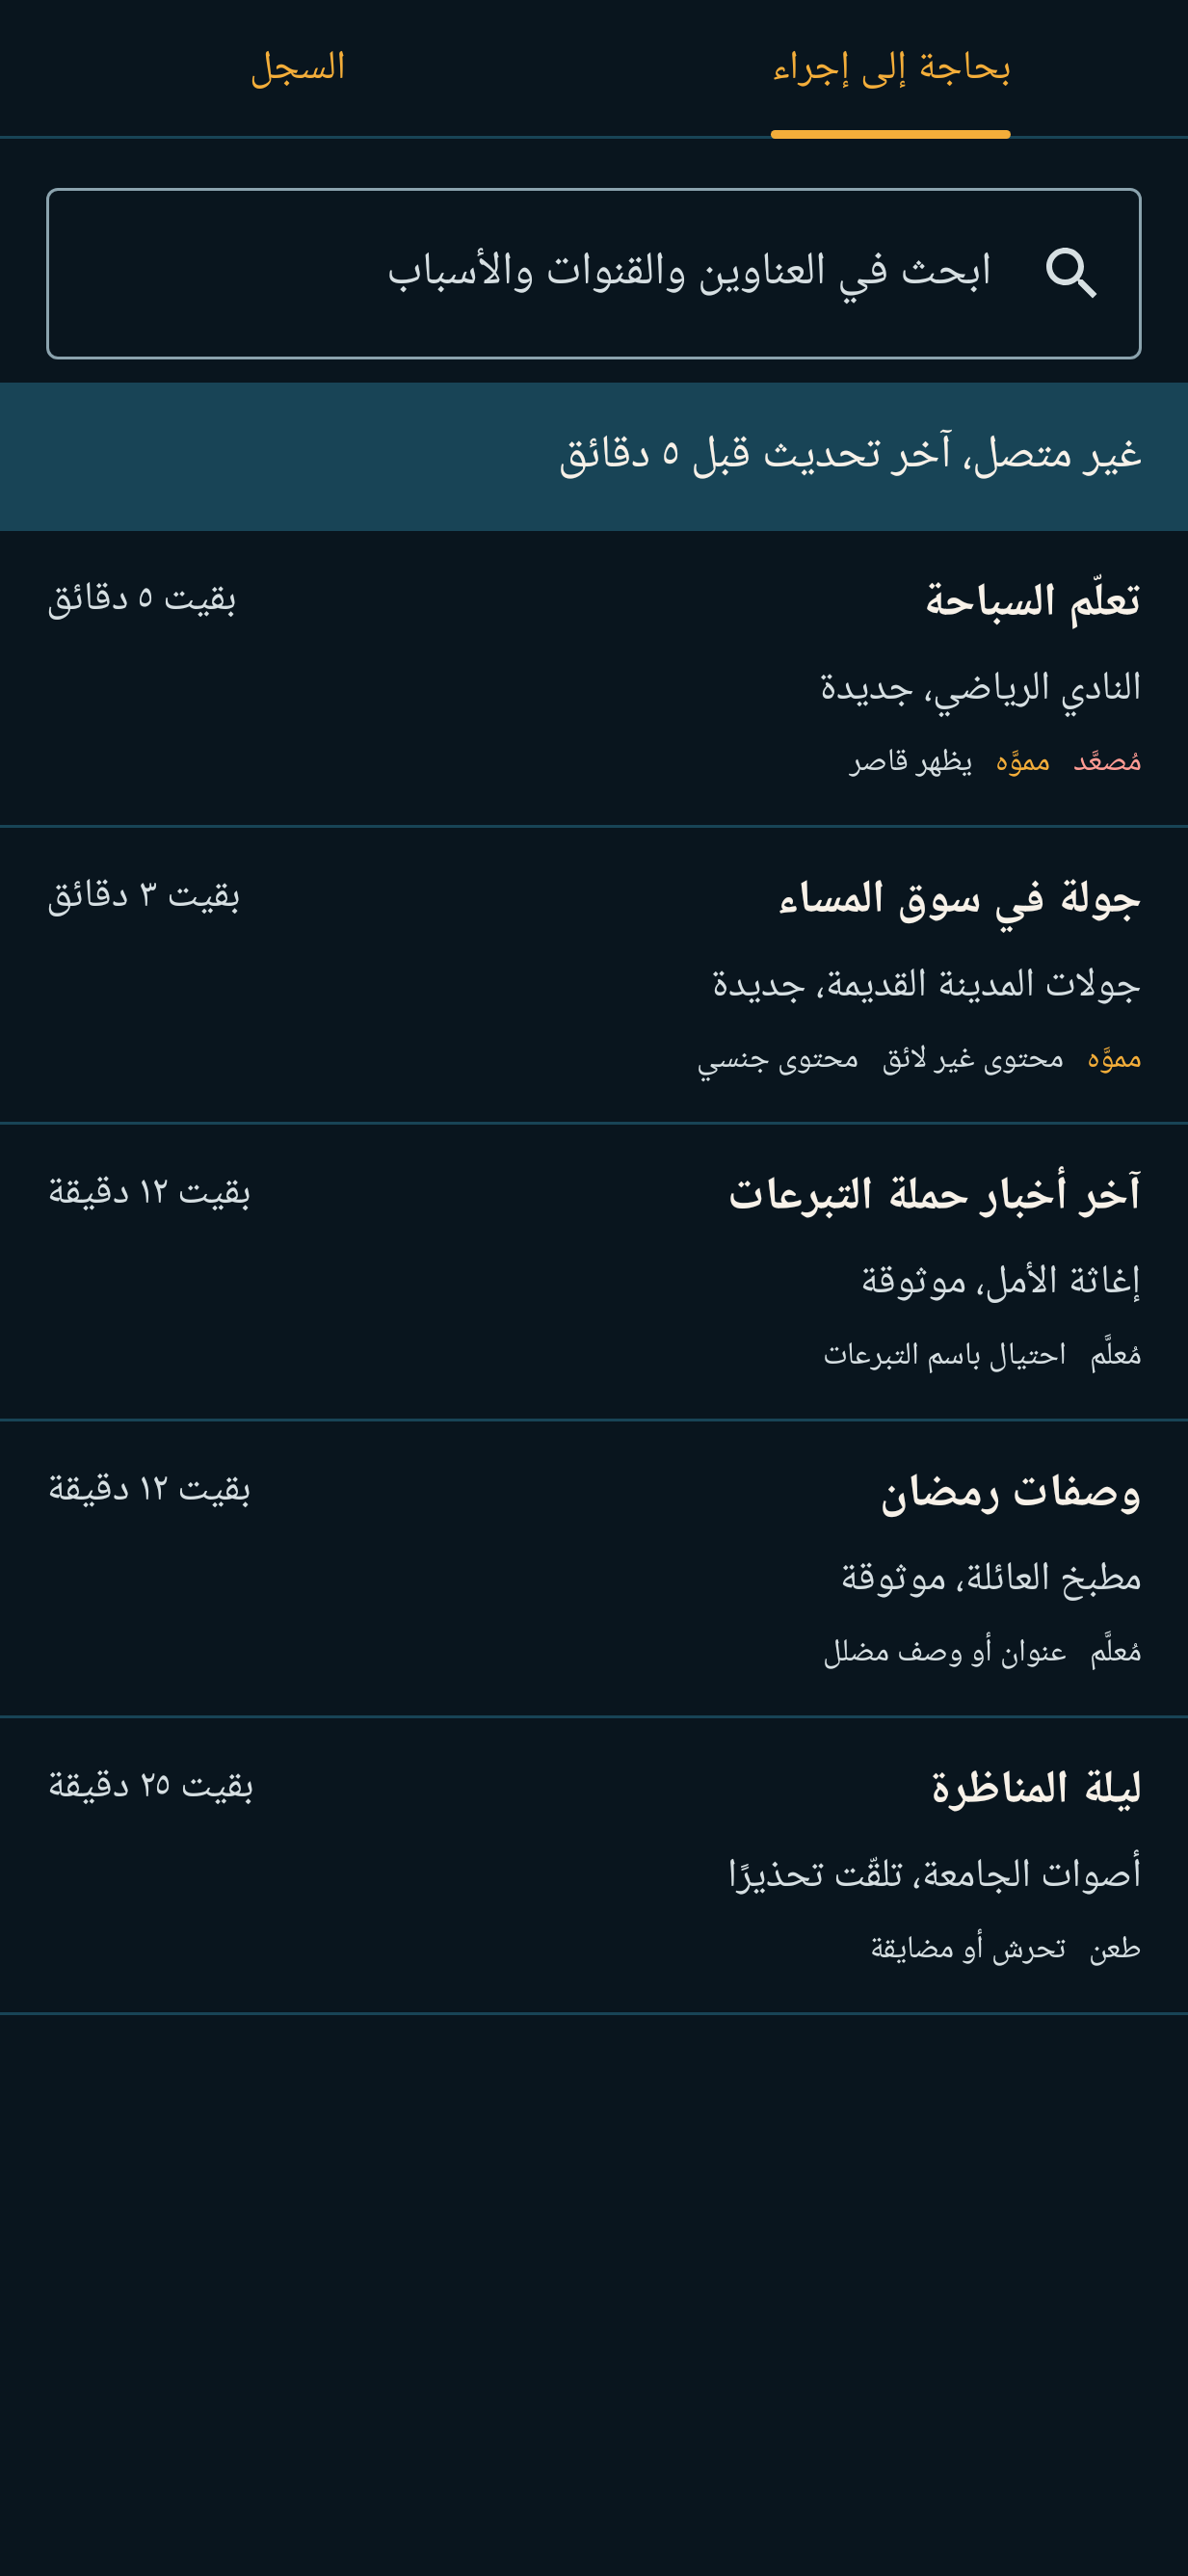 بحاجة إلى إجراء
السجل
ابحث في العناوين والقنوات والأسباب
غير متصل، آخر تحديث قبل ٥ دقائق
تعلّم السباحة
بقيت ٥ دقائق
النادي الرياضي، جديدة
مُصعَّد مموَّه يظهر قاصر
جولة في سوق المساء
بقيت ٣ دقائق
جولات المدينة القديمة، جديدة
مموَّه محتوى غير لائق محتوى جنسي
آخر أخبار حملة التبرعات
بقيت ١٢ دقيقة
إغاثة الأمل، موثوقة
مُعلَّم احتيال باسم التبرعات
وصفات رمضان
بقيت ١٢ دقيقة
مطبخ العائلة، موثوقة
مُعلَّم عنوان أو وصف مضلل
ليلة المناظرة
بقيت ٢٥ دقيقة
أصوات الجامعة، تلقّت تحذيرًا
طعن تحرش أو مضايقة